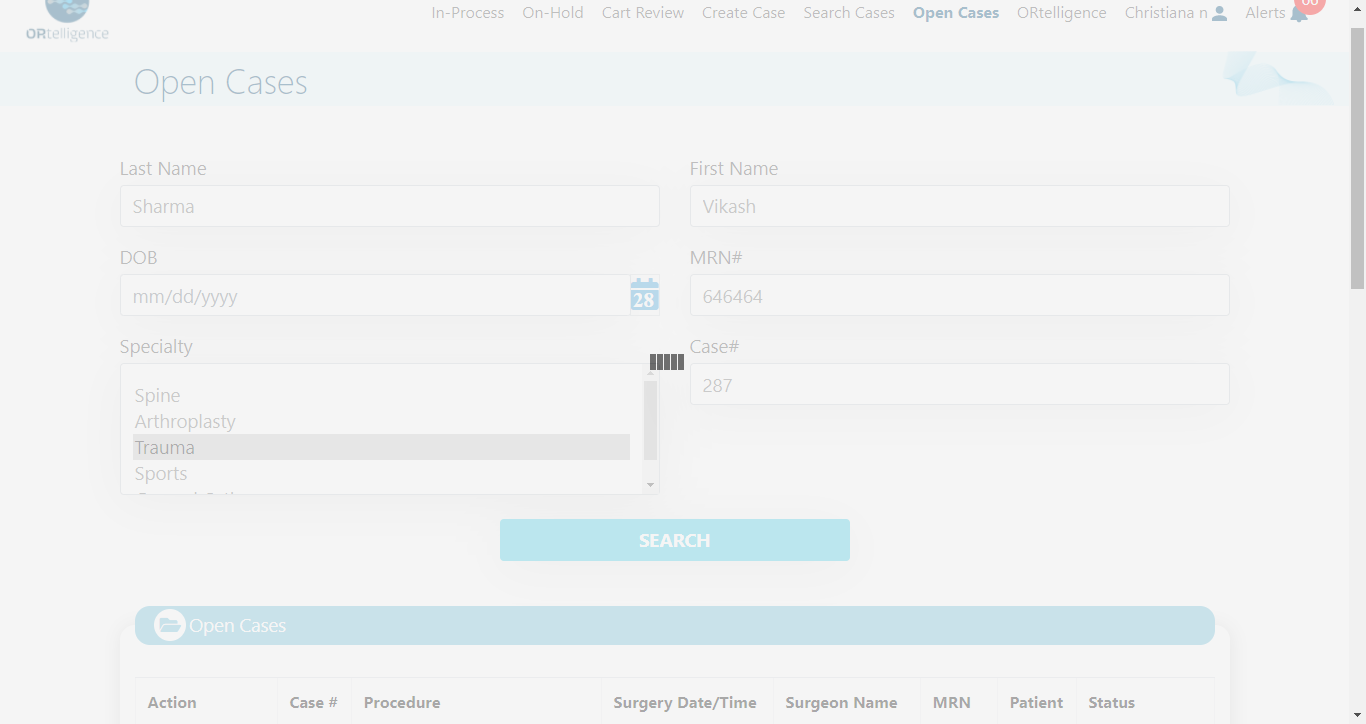 ORtelligence
In-Process On-Hold Cart Review Create Case Search Cases Open Cases ORtelligence Christiana n Alerts
Open Cases
Last Name First Name
Sharma Vikash
DOB MRN#
mm/dd/yyyy 28 646464
Specialty Case#
287
Spine
Arthroplasty
Trauma
Sports
SEARCH
Open Cases
Action Case # Procedure Surgery Date/Time Surgeon Name MRN Patient Status